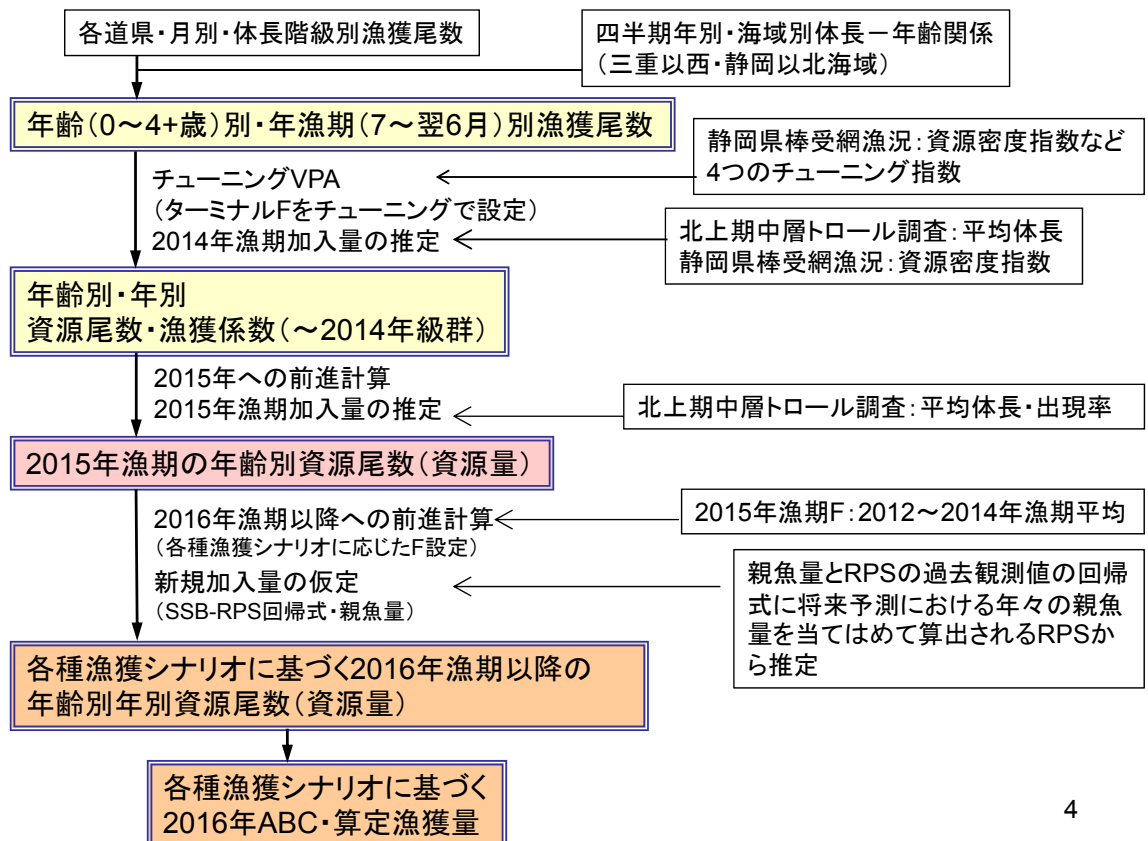 各道県・月別・体長階級別漁獲尾数
四半期年別・海域別体長－年齢関係
(三重以西・静岡以北海域)
年齢(0～4+歳)別・年漁期(7～翌6月)別漁獲尾数
静岡県棒受網漁況:資源密度指数など
4つのチューニング指数
チューニングVPA
(ターミナルFをチューニングで設定)
2014年漁期加入量の推定
北上期中層トロール調査:平均体長
静岡県棒受網漁況:資源密度指数
年齢別・年別
資源尾数・漁獲係数(～2014年級群)
2015年への前進計算
2015年漁期加入量の推定
北上期中層トロール調査:平均体長・出現率
2015年漁期の年齢別資源尾数(資源量)
2016年漁期以降への前進計算
(各種漁獲シナリオに応じたF設定)
2015年漁期F:2012～2014年漁期平均
新規加入量の仮定
(SSB-RPS回帰式・親魚量)
親魚量とRPSの過去観測値の回帰
式に将来予測における年々の親魚
量を当てはめて算出されるRPSか
ら推定
各種漁獲シナリオに基づく2016年漁期以降の
年齢別年別資源尾数(資源量)
各種漁獲シナリオに基づく
2016年ABC・算定漁獲量
4